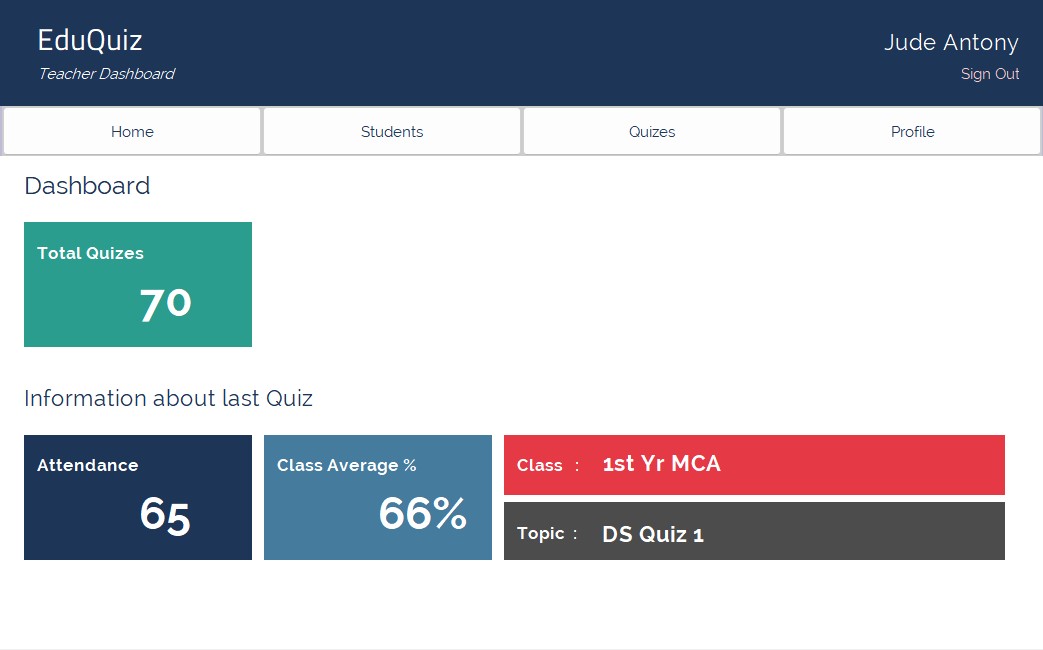 EduQuiz
Teacher Dashboard
Jude Antony
Sign Out
Home
Students
Quizes
Profile
Dashboard
Total Quizes
70
Information about last Quiz
Attendance
65
Class Average %
66%
Class : 1st Yr MCA
Topic : DS Quiz 1